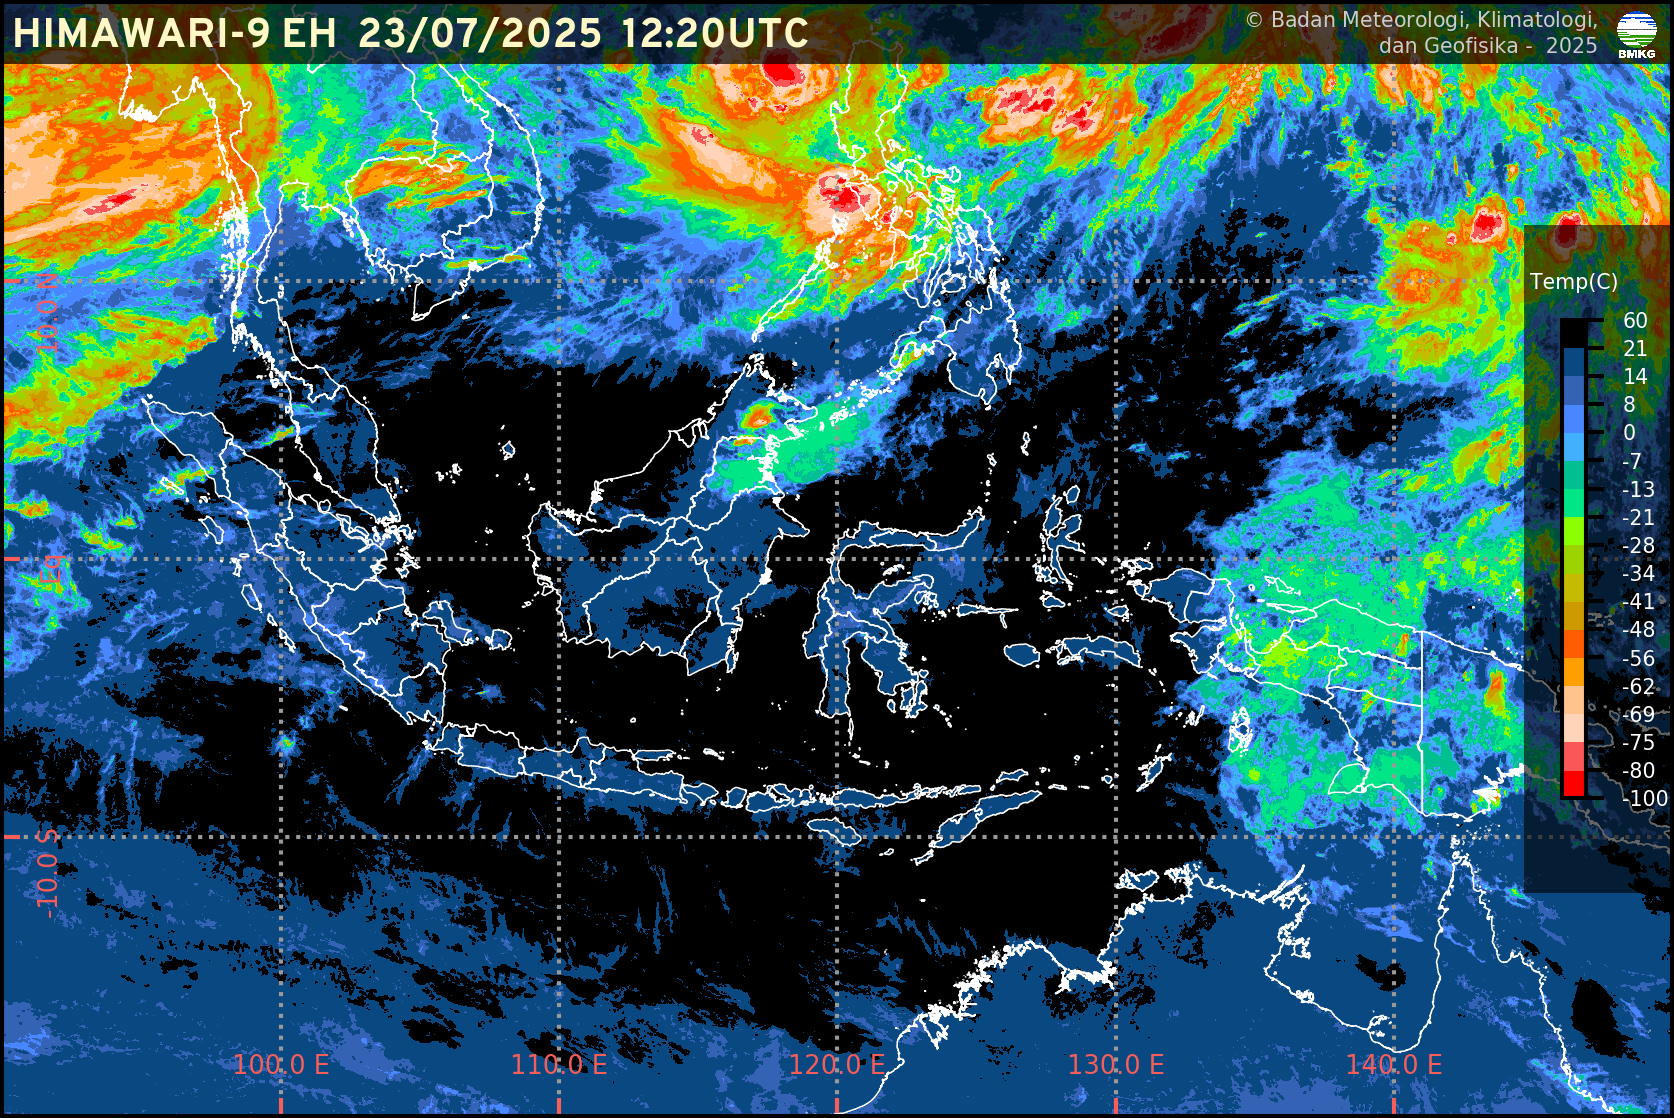 HIMAWARI-9 EH 23/07/2025 12:20UTC
© Badan Meteorologi, Klimatologi,
dan Geofisika - 2025
BMKG
Temp(C)
60
21
14
8
0
-7
-13
-21
-28
-34
-41
-48
-56
-62
-69
-75
-80
-100
10.0 N
Eq
-10.0 S
100.0 E
110.0 E
120.0 E
130.0 E
140.0 E